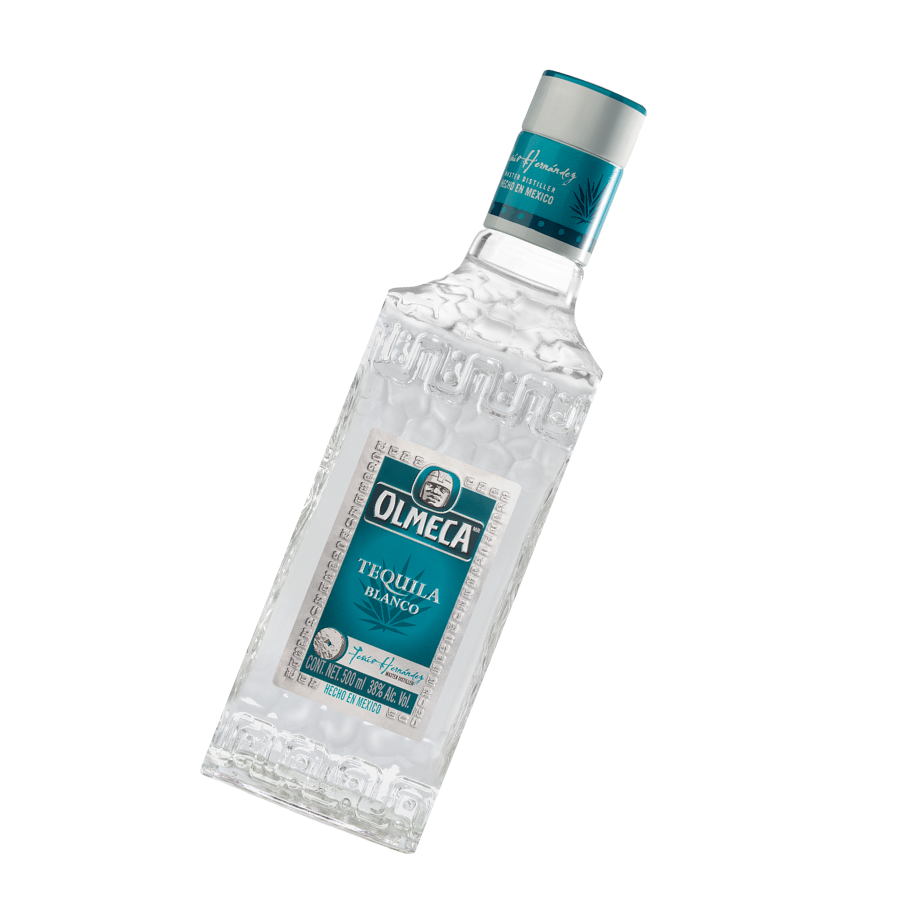 Hernández
MASTER DISTILLER
HECHO EN MEXICO
OLMECA
TEQUILA
BLANCO
Jesús Hernández
MASTER DISTILLER
CONT. NET. 500 ml 38% Alc. Vol.
HECHO EN MEXICO